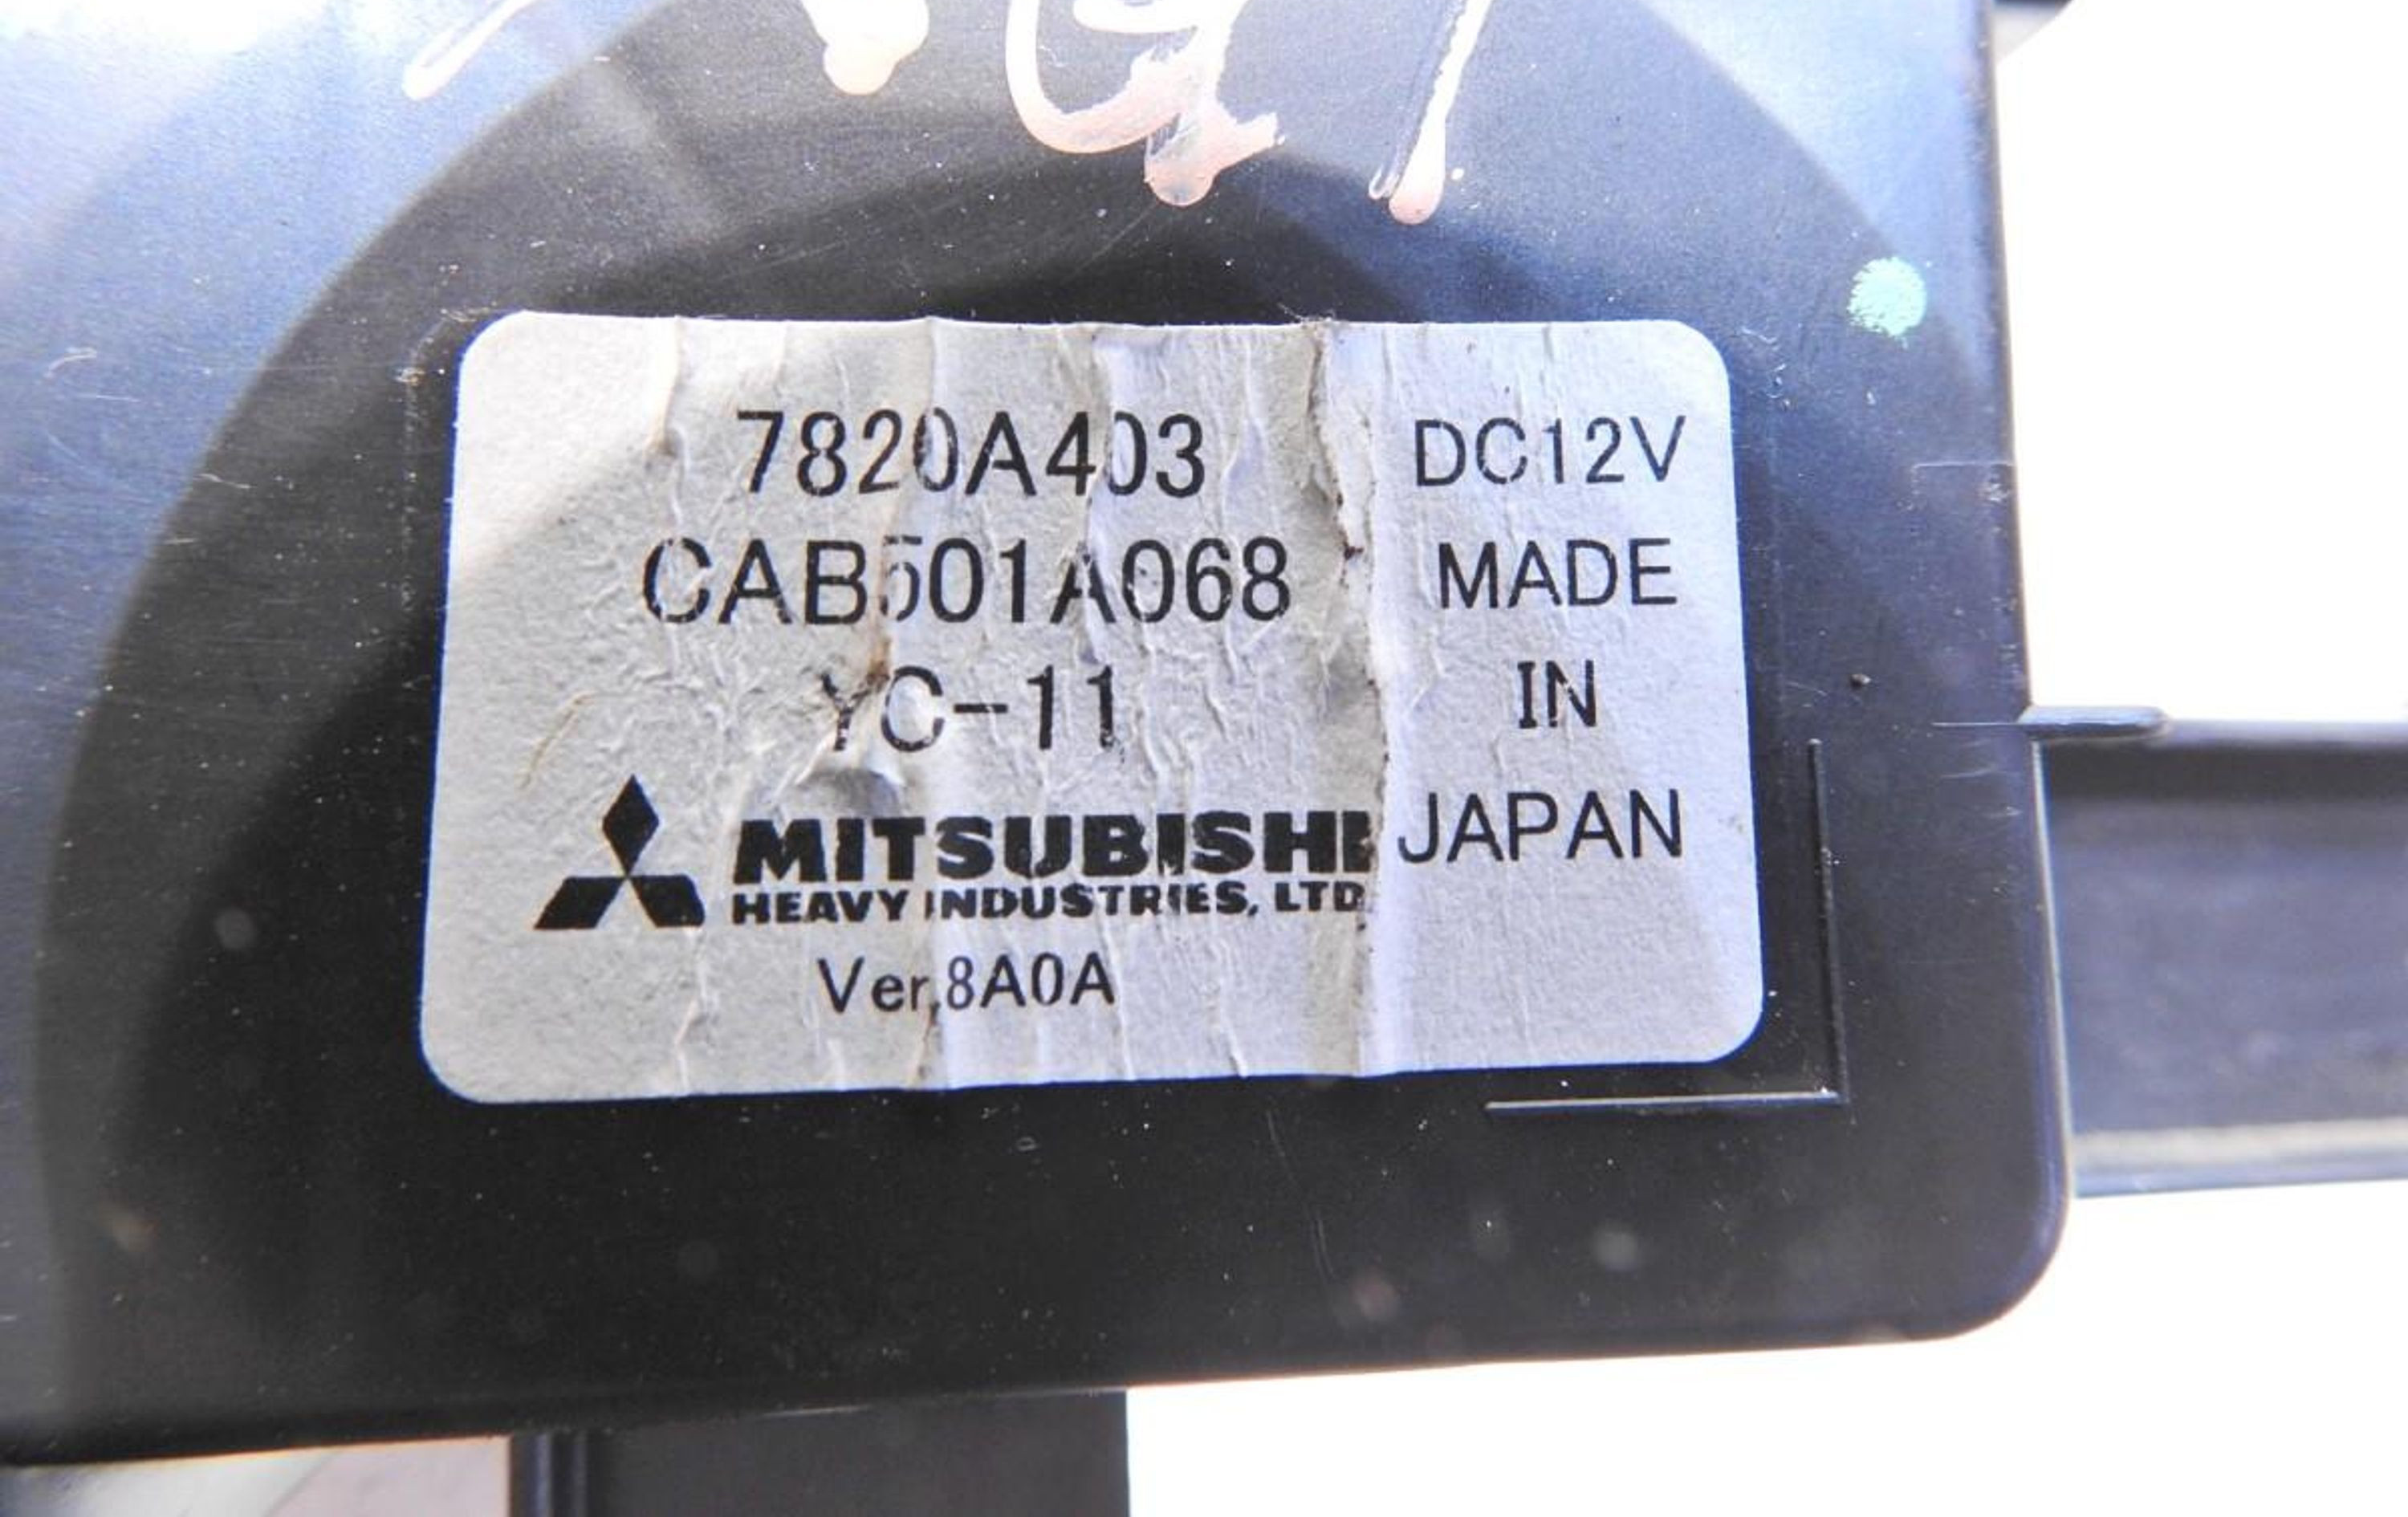 7820A403
CAB501A068
YC-11
MITSUBISHI
HEAVY INDUSTRIES, LTD
Ver.8A0A
DC12V
MADE
IN
JAPAN